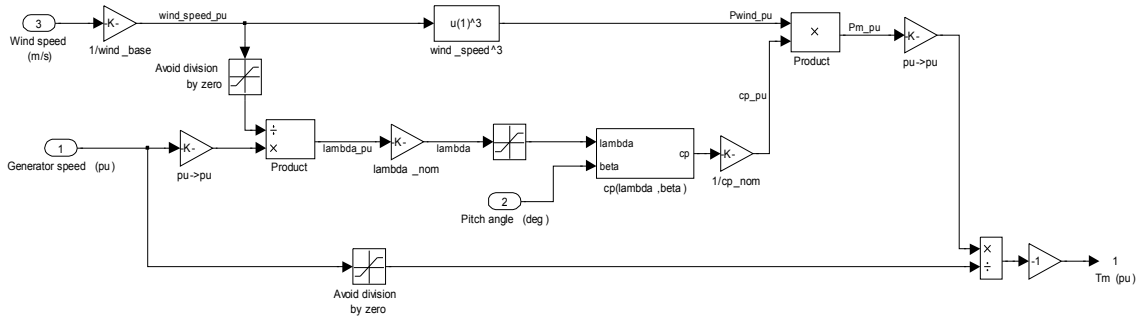 3
Wind speed
(m/s)
-K-
1/wind _base
wind_speed_pu
u(1)^3
wind _speed^3
Pwind_pu
×
Product
Pm_pu
-K-
pu->pu
Avoid division
by zero
cp_pu
1
Generator speed (pu)
-K-
pu->pu
÷
×
Product
lambda_pu
-K-
lambda _nom
lambda
lambda
beta
cp
cp(lambda ,beta )
-K-
1/cp_nom
2
Pitch angle (deg )
Avoid division
by zero
×
÷
-1
1
Tm (pu)